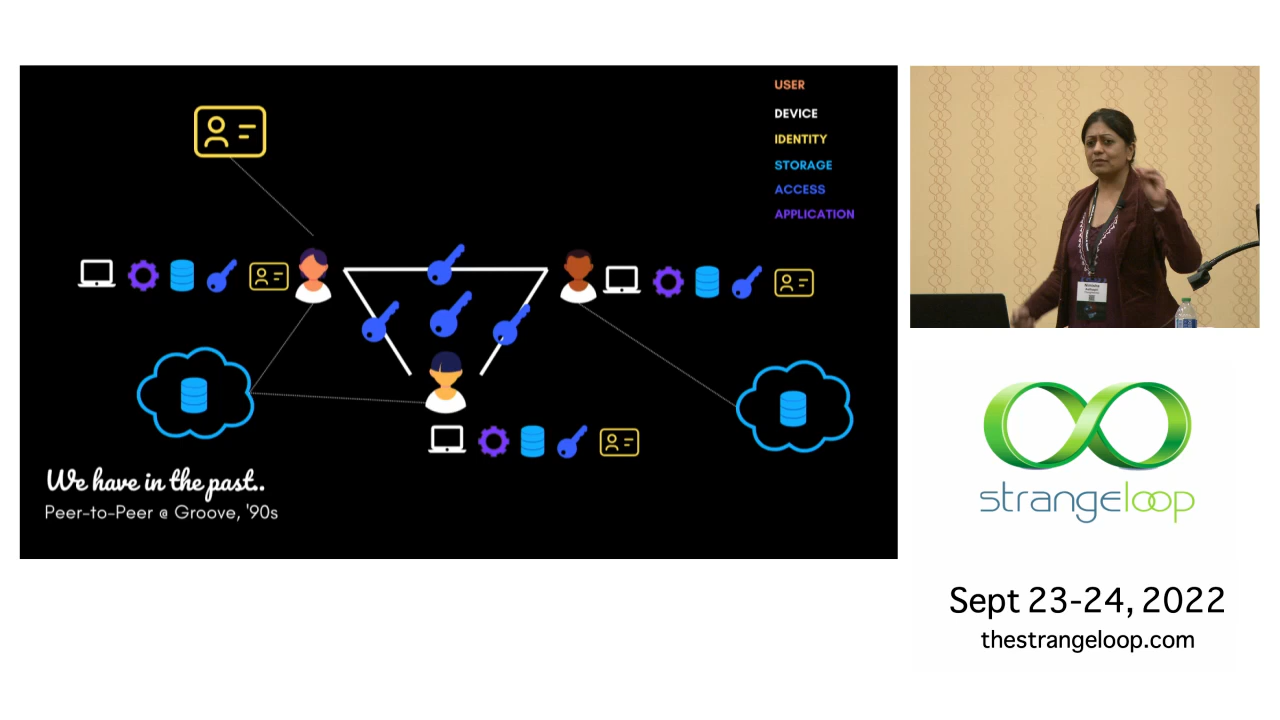 USER
DEVICE
IDENTITY
STORAGE
ACCESS
APPLICATION
We have in the past..
Peer-to-Peer @ Groove, '90s
strangeloop
Sept 23-24, 2022
thestrangeloop.com